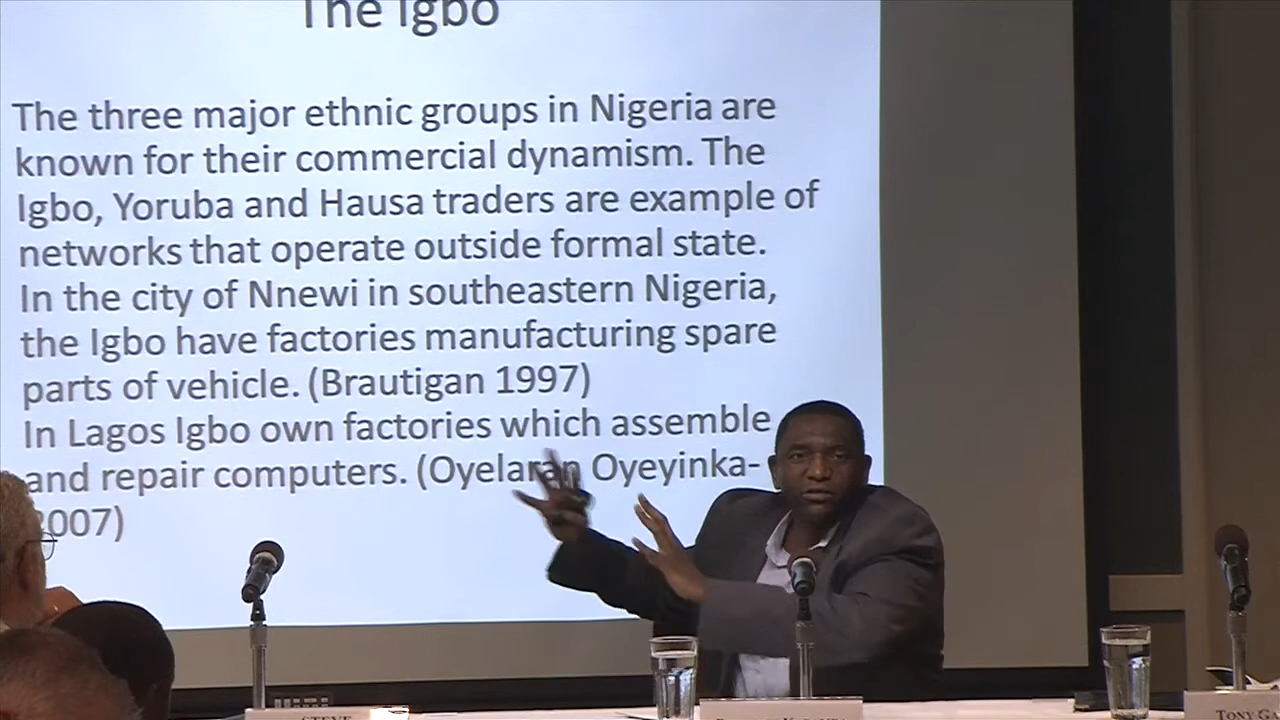 The Igbo
The three major ethnic groups in Nigeria are
known for their commercial dynamism. The
Igbo, Yoruba and Hausa traders are example of
networks that operate outside formal state.
In the city of Nnewi in southeastern Nigeria,
the Igbo have factories manufacturing spare
parts of vehicle. (Brautigan 1997)
In Lagos Igbo own factories which assemble
and repair computers. (Oyelaran Oyeyinka-
2007)
STEVE
TONY